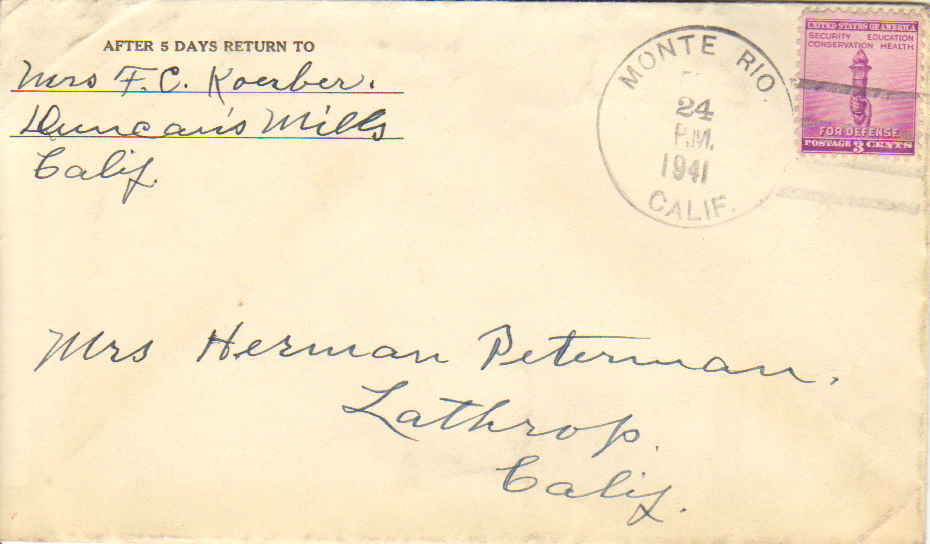 AFTER 5 DAYS RETURN TO
Mrs F.C. Koerber.
Duncan's Mills
Calif.
MONTE RIO
24
P.M.
1941
CALIF.
UNITED STATES OF AMERICA
SECURITY EDUCATION
CONSERVATION HEALTH
FOR DEFENSE
POSTAGE 3 CENTS
Mrs Herman Peterman.
Lathrop.
Calif.